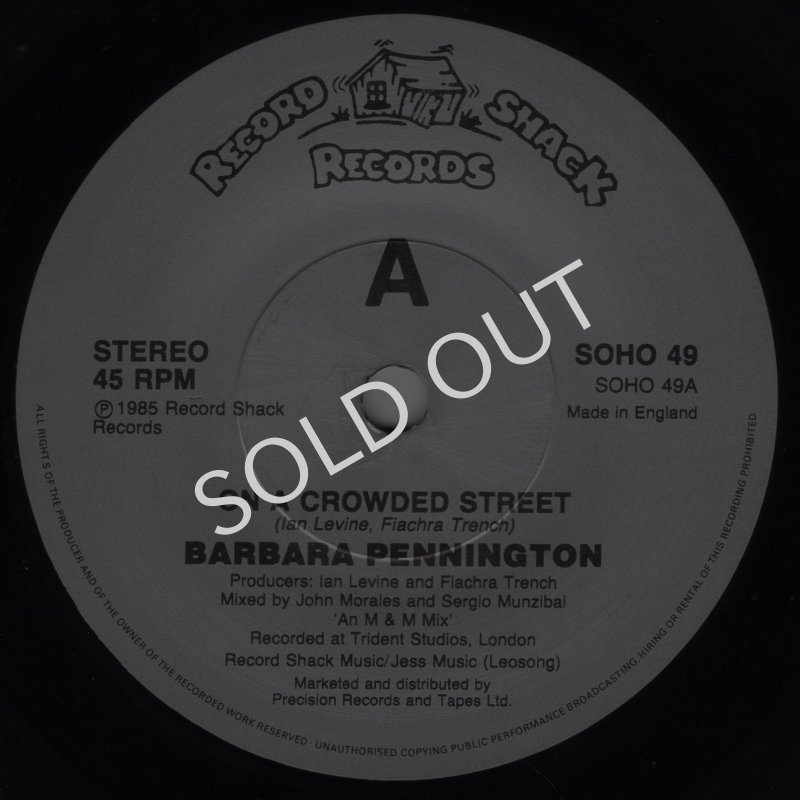 RECORD SHACK
RECORDS
A
STEREO
45 RPM
℗ 1985 Record Shack
Records
SOHO 49
SOHO 49A
Made in England
SOLD OUT
ON A CROWDED STREET
(Ian Levine, Fiachra Trench)
BARBARA PENNINGTON
Producers: Ian Levine and Fiachra Trench
Mixed by John Morales and Sergio Munzibai
'An M & M Mix'
Recorded at Trident Studios, London
Record Shack Music/Jess Music (Leosong)
Marketed and distributed by
Precision Records and Tapes Ltd.
ALL RIGHTS OF THE PRODUCER AND OF THE OWNER OF THE RECORDED WORK RESERVED · UNAUTHORISED COPYING PUBLIC PERFORMANCE BROADCASTING, HIRING OR RENTAL OF THIS RECORDING PROHIBITED